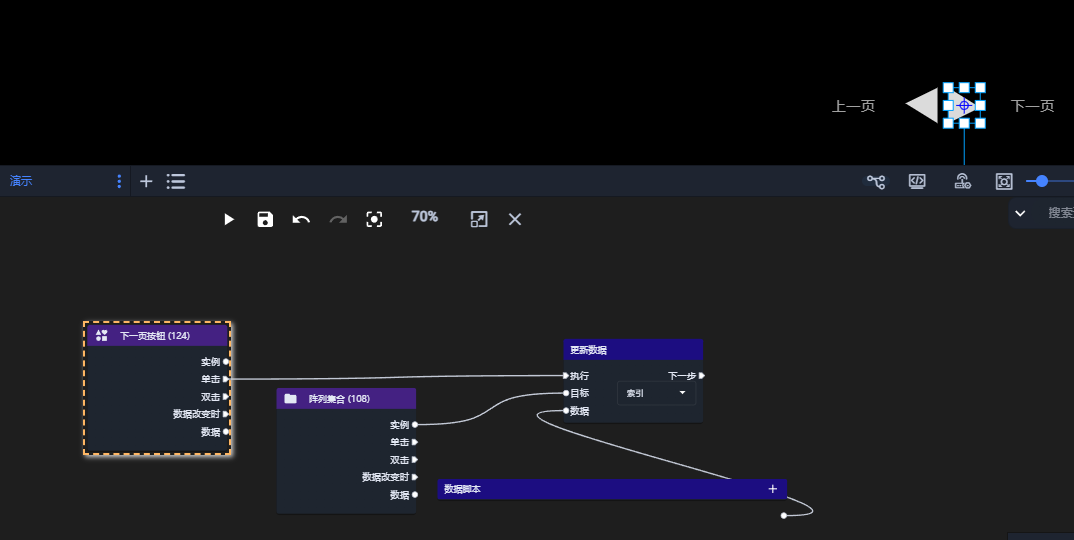 上一页
下一页
演示
70%
搜索
下一页按钮 (124)
实例
单击
双击
数据改变时
数据
阵列集合 (108)
实例
单击
双击
数据改变时
数据
更新数据
执行
下一步
目标
索引
数据
数据脚本